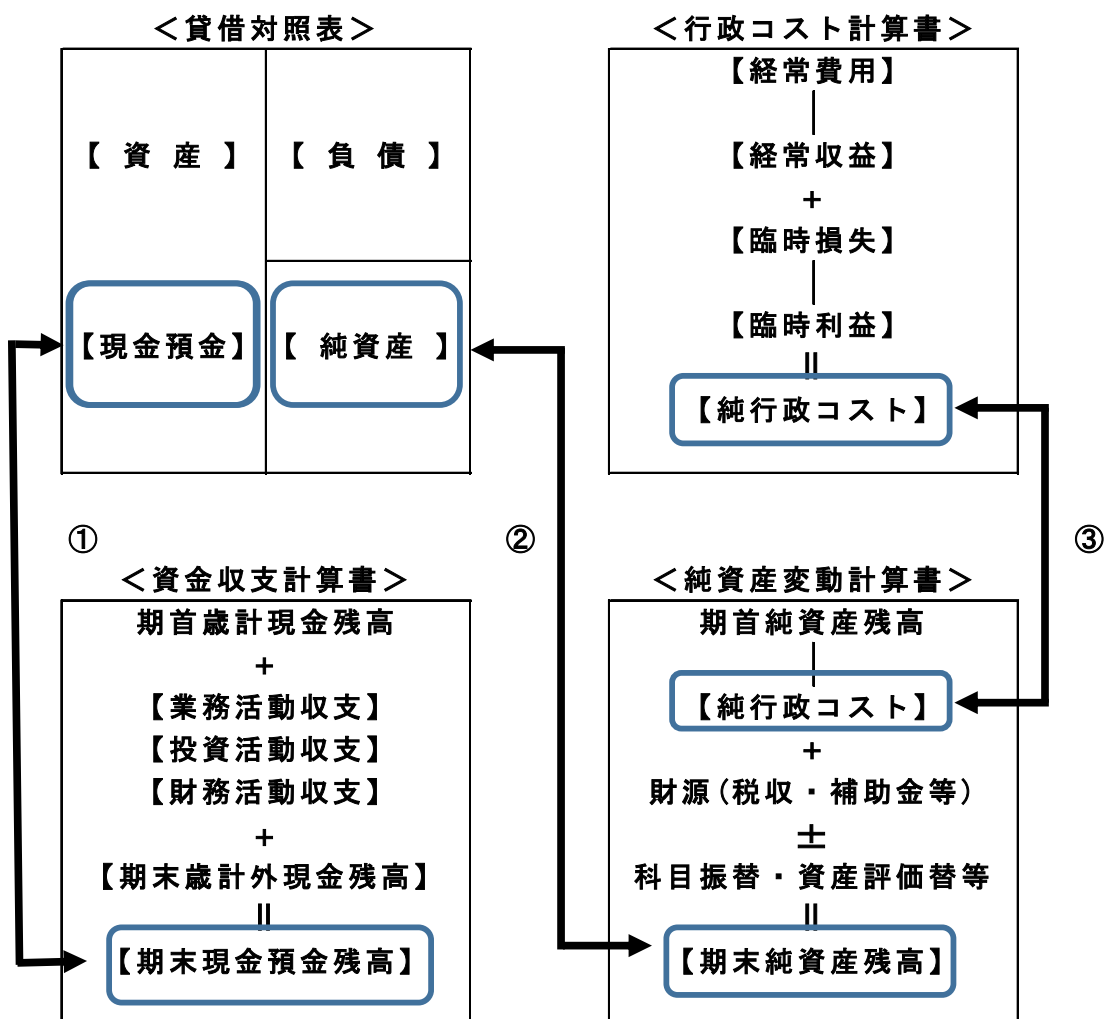 ＜貸借対照表＞
【 資 産 】
【 負 債 】
【現金預金】
【 純資産 】
＜行政コスト計算書＞
【経常費用】
｜
【経常収益】
＋
【臨時損失】
｜
【臨時利益】
||
【純行政コスト】
①
②
③
＜資金収支計算書＞
期首歳計現金残高
＋
【業務活動収支】
【投資活動収支】
【財務活動収支】
＋
【期末歳計外現金残高】
||
【期末現金預金残高】
＜純資産変動計算書＞
期首純資産残高
｜
【純行政コスト】
＋
財源(税収・補助金等)
±
科目振替・資産評価替等
||
【期末純資産残高】